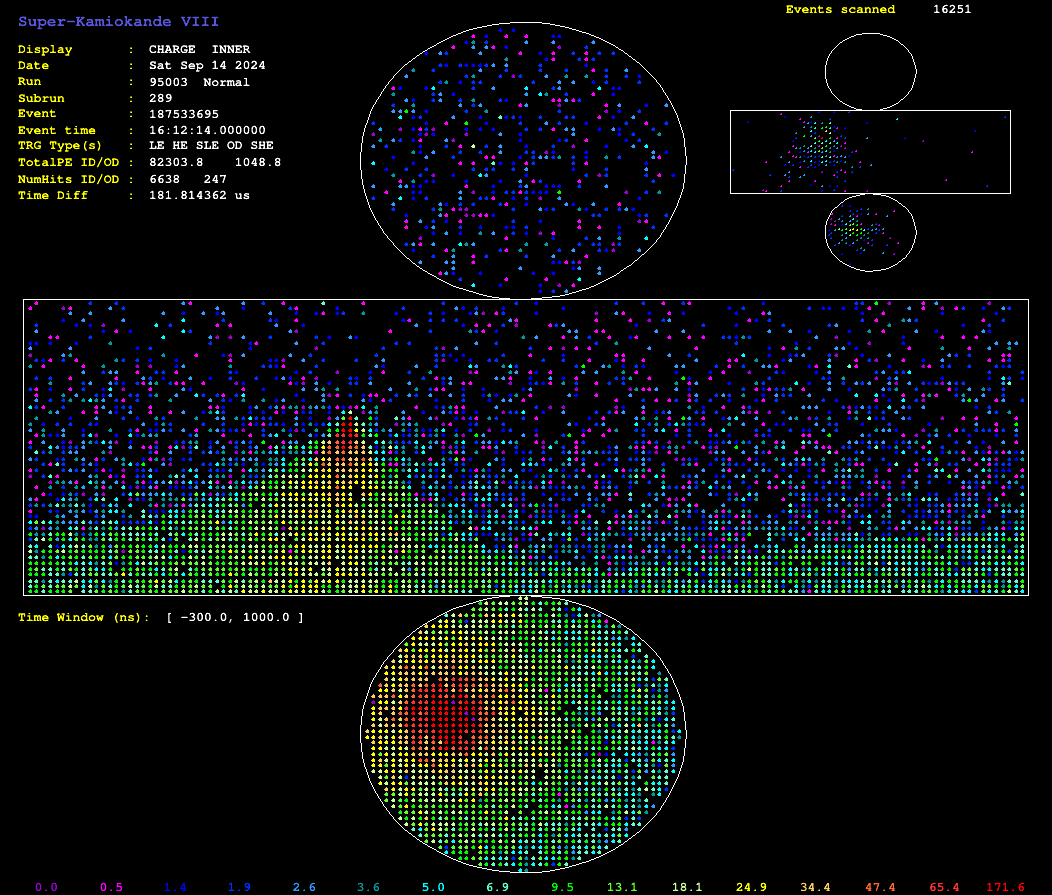 Super-Kamiokande VIII
Events scanned 16251
Display : CHARGE INNER
Date : Sat Sep 14 2024
Run : 95003 Normal
Subrun : 289
Event : 187533695
Event time : 16:12:14.000000
TRG Type(s) : LE HE SLE OD SHE
TotalPE ID/OD : 82303.8 1048.8
NumHits ID/OD : 6638 247
Time Diff : 181.814362 us
Time Window (ns): [ -300.0, 1000.0 ]
0.0 0.5 1.4 1.9 2.6 3.6 5.0 6.9 9.5 13.1 18.1 24.9 34.4 47.4 65.4 171.6